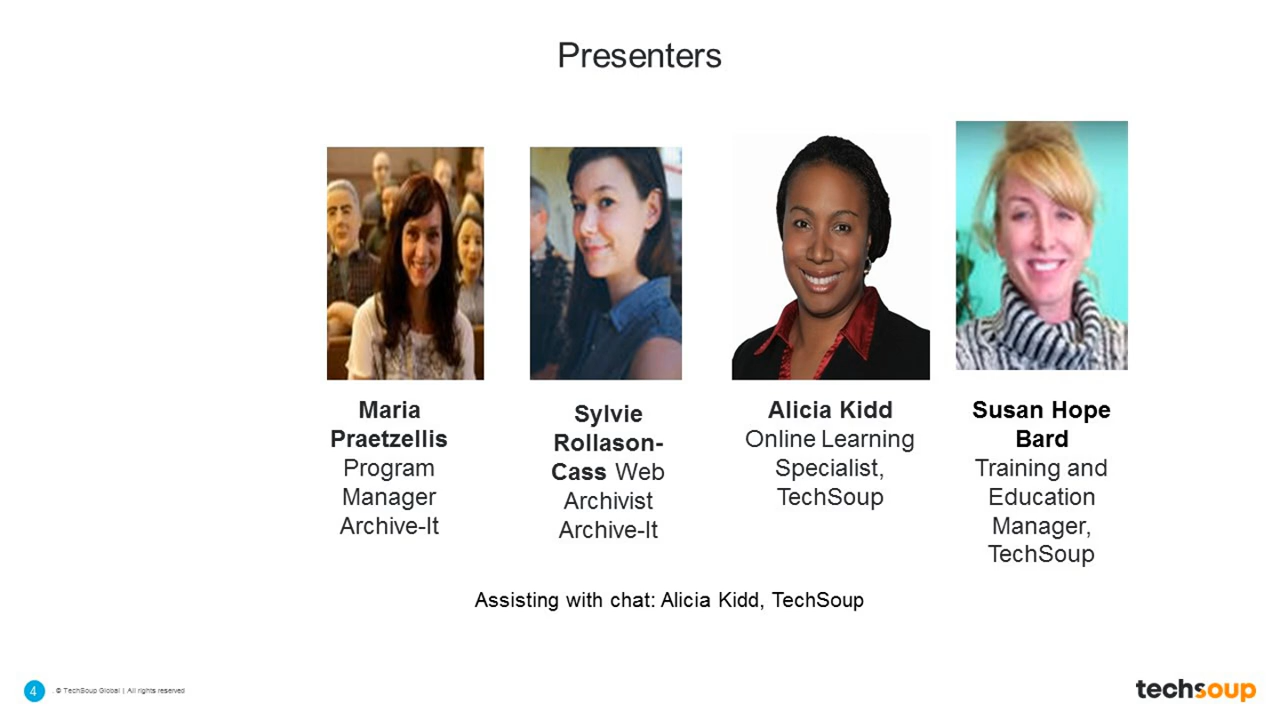 Presenters
Maria
Praetzellis
Program
Manager
Archive-It
Sylvie
Rollason-
Cass Web
Archivist
Archive-It
Alicia Kidd
Online Learning
Specialist,
TechSoup
Susan Hope
Bard
Training and
Education
Manager,
TechSoup
Assisting with chat: Alicia Kidd, TechSoup
4 . © TechSoup Global | All rights reserved
techsoup